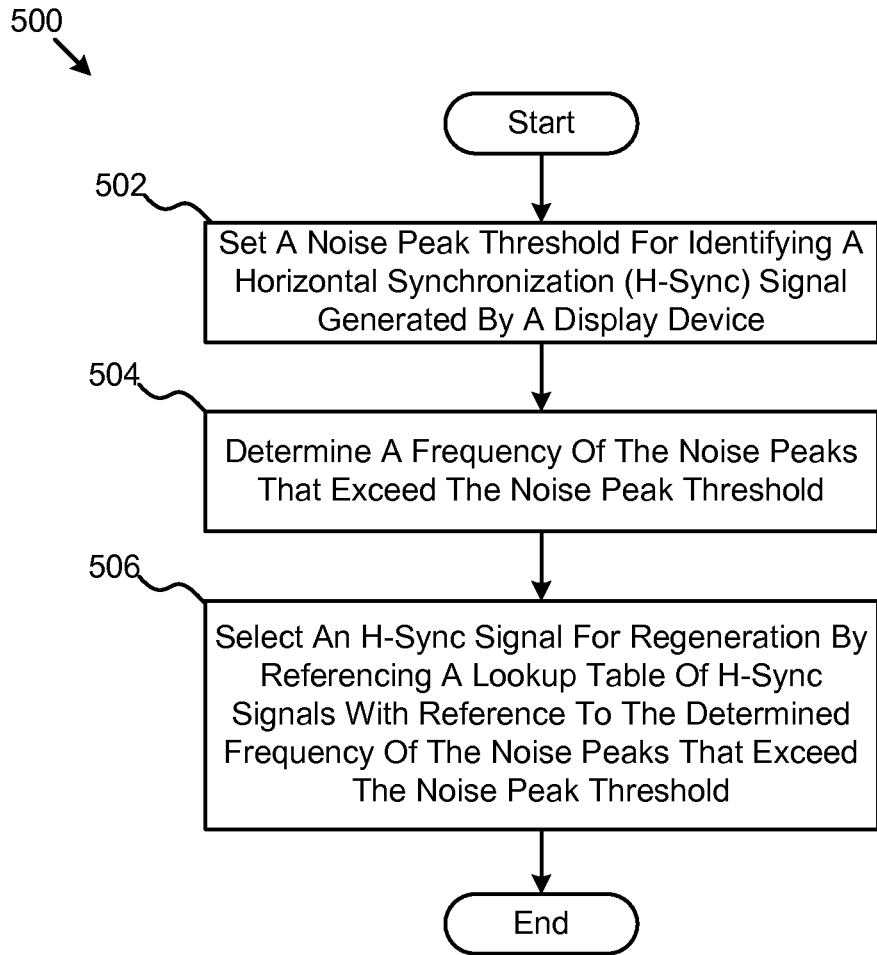 500
Start
502
Set A Noise Peak Threshold For Identifying A
Horizontal Synchronization (H-Sync) Signal
Generated By A Display Device
504
Determine A Frequency Of The Noise Peaks
That Exceed The Noise Peak Threshold
506
Select An H-Sync Signal For Regeneration By
Referencing A Lookup Table Of H-Sync
Signals With Reference To The Determined
Frequency Of The Noise Peaks That Exceed
The Noise Peak Threshold
End